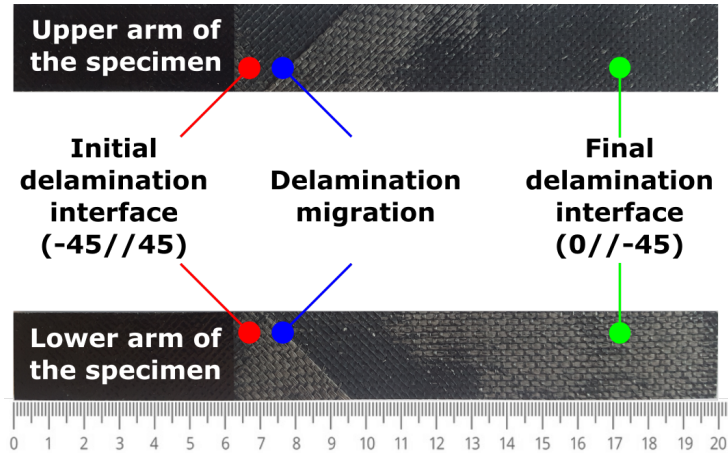 Upper arm of
the specimen
Initial
delamination
interface
(-45//45)
Delamination
migration
Final
delamination
interface
(0//-45)
Lower arm of
the specimen
0 1 2 3 4 5 6 7 8 9 10 11 12 13 14 15 16 17 18 19 20